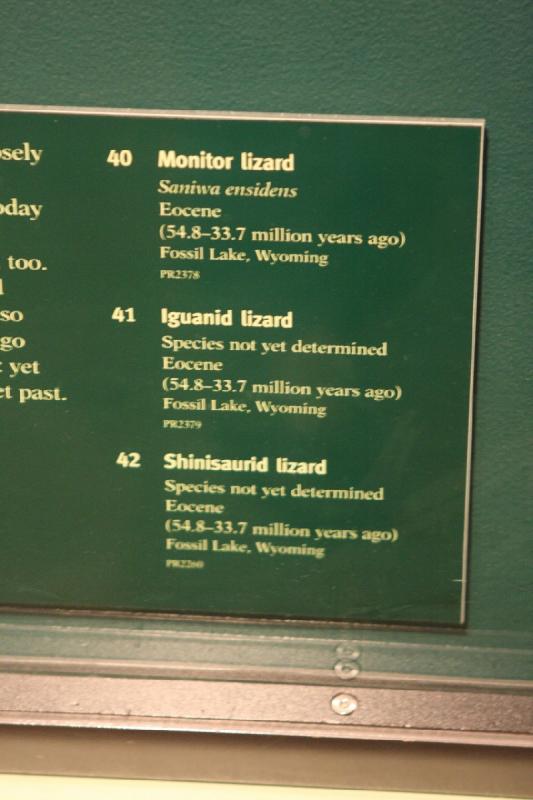 osely
oday
too.
so
go
yet
et past.
40 Monitor lizard
Saniwa ensidens
Eocene
(54.8–33.7 million years ago)
Fossil Lake, Wyoming
PR2378
41 Iguanid lizard
Species not yet determined
Eocene
(54.8–33.7 million years ago)
Fossil Lake, Wyoming
PR2379
42 Shinisaurid lizard
Species not yet determined
Eocene
(54.8–33.7 million years ago)
Fossil Lake, Wyoming
PR2260